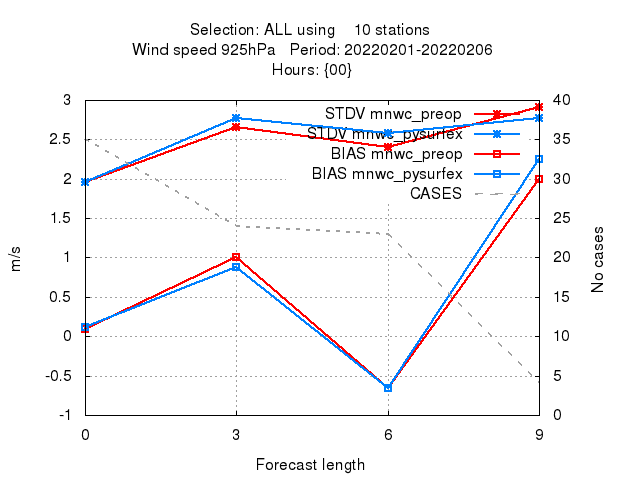 Selection: ALL using 10 stations
Wind speed 925hPa Period: 20220201-20220206
Hours: {00}
3
2.5
2
1.5
1
0.5
0
-0.5
-1
m/s
STDV mnwc_preop
STDV mnwc_pysurfex
BIAS mnwc_preop
BIAS mnwc_pysurfex
CASES
40
35
30
25
20
15
10
5
0
No cases
0 3 6 9
Forecast length